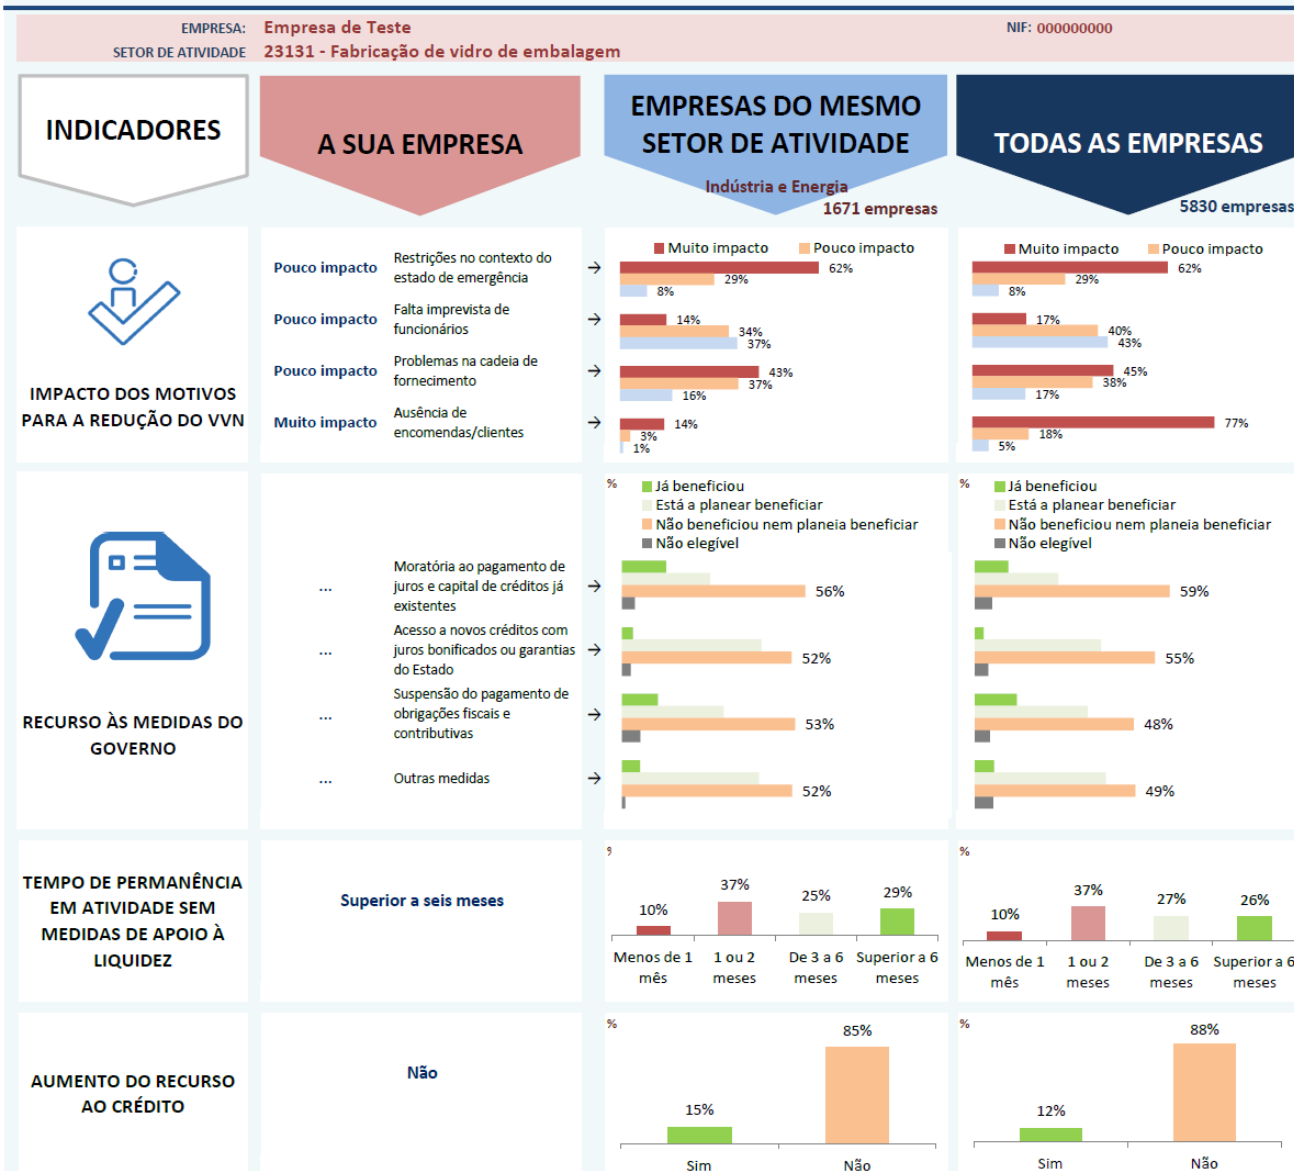 EMPRESA: Empresa de Teste NIF: 000000000
SETOR DE ATIVIDADE 23131 - Fabricação de vidro de embalagem
INDICADORES
A SUA EMPRESA
EMPRESAS DO MESMO
SETOR DE ATIVIDADE
Indústria e Energia
1671 empresas
TODAS AS EMPRESAS
5830 empresas
IMPACTO DOS MOTIVOS
PARA A REDUÇÃO DO VVN
Pouco impacto
Restrições no contexto do
estado de emergência
→
Pouco impacto
Falta imprevista de
funcionários
→
Pouco impacto
Problemas na cadeia de
fornecimento
→
Muito impacto
Ausência de
encomendas/clientes
→
Muito impacto Pouco impacto
62%
29%
8%
14%
34%
37%
43%
37%
16%
14%
3%
1%
Muito impacto Pouco impacto
62%
29%
8%
17%
40%
43%
45%
38%
17%
77%
18%
5%
RECURSO ÀS MEDIDAS DO
GOVERNO
...
Moratória ao pagamento de
juros e capital de créditos já
existentes
→
...
Acesso a novos créditos com
juros bonificados ou garantias
do Estado
→
...
Suspensão do pagamento de
obrigações fiscais e
contributivas
→
...
Outras medidas
→
%
Já beneficiou
Está a planear beneficiar
Não beneficiou nem planeia beneficiar
Não elegível
56%
52%
53%
52%
%
Já beneficiou
Está a planear beneficiar
Não beneficiou nem planeia beneficiar
Não elegível
59%
55%
48%
49%
TEMPO DE PERMANÊNCIA
EM ATIVIDADE SEM
MEDIDAS DE APOIO À
LIQUIDEZ
Superior a seis meses
%
10% 37% 25% 29%
Menos de 1 1 ou 2 De 3 a 6 Superior a 6
mês meses meses meses
%
10% 37% 27% 26%
Menos de 1 1 ou 2 De 3 a 6 Superior a 6
mês meses meses meses
AUMENTO DO RECURSO
AO CRÉDITO
Não
%
15% 85%
Sim Não
%
12% 88%
Sim Não